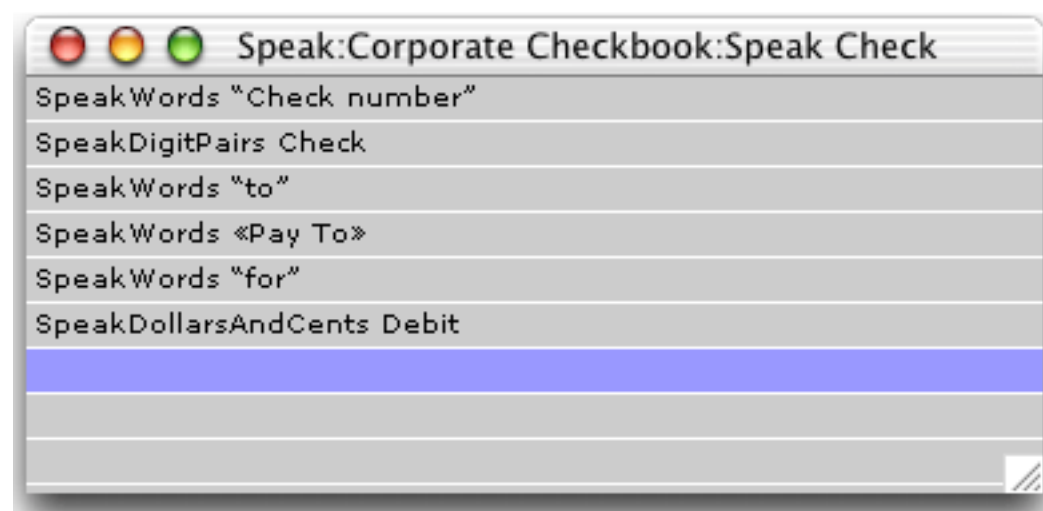 Speak:Corporate Checkbook:Speak Check
SpeakWords “Check number”
SpeakDigitPairs Check
SpeakWords “to”
SpeakWords «Pay To»
SpeakWords “for”
SpeakDollarsAndCents Debit